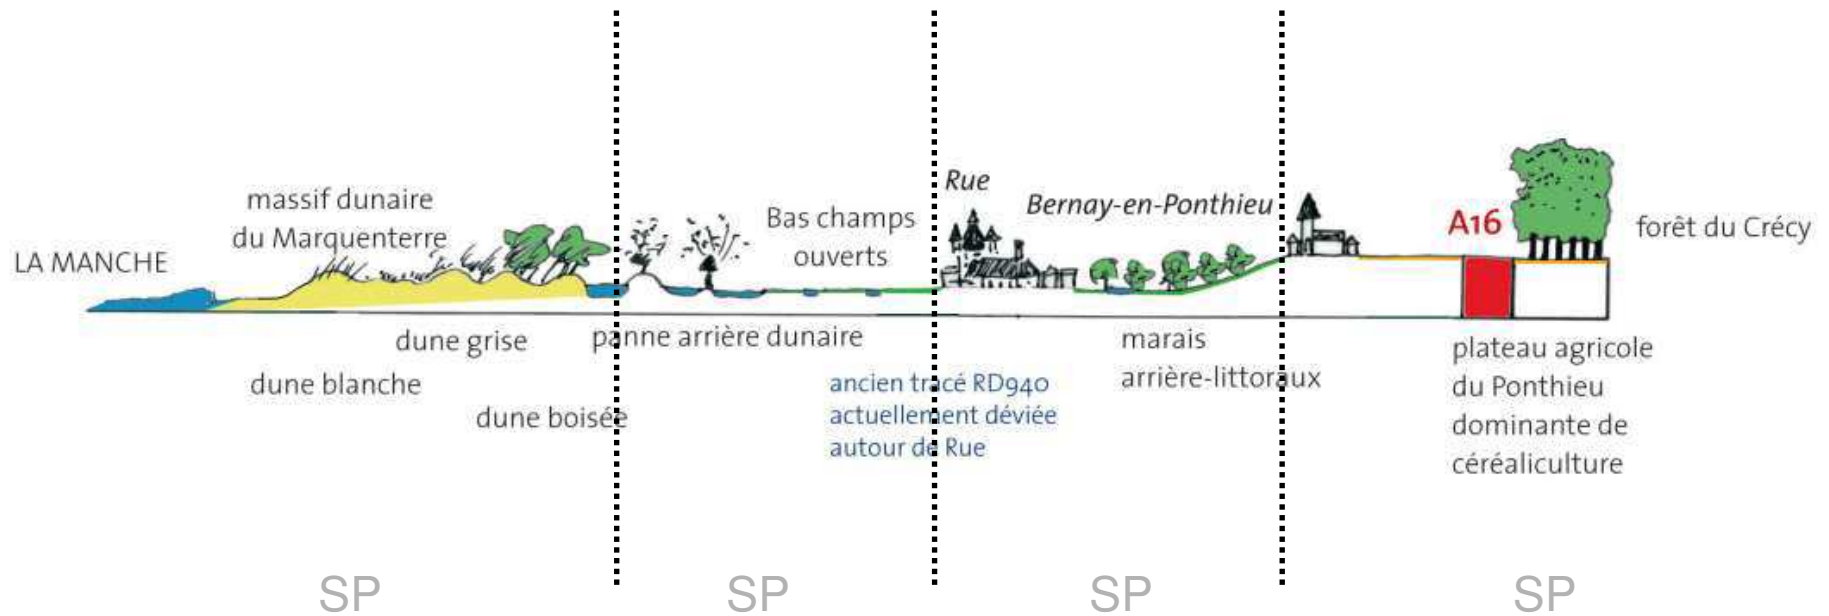 LA MANCHE
massif dunaire
du Marquenterre
Bas champs
ouverts
Rue
Bernay-en-Ponthieu
A16
forêt du Crécy
dune grise
dune blanche
dune boisée
panne arrière dunaire
ancien tracé RD940
actuellement déviée
autour de Rue
marais
arrière-littoraux
plateau agricole
du Ponthieu
dominante de
céréaliculture
SP
SP
SP
SP